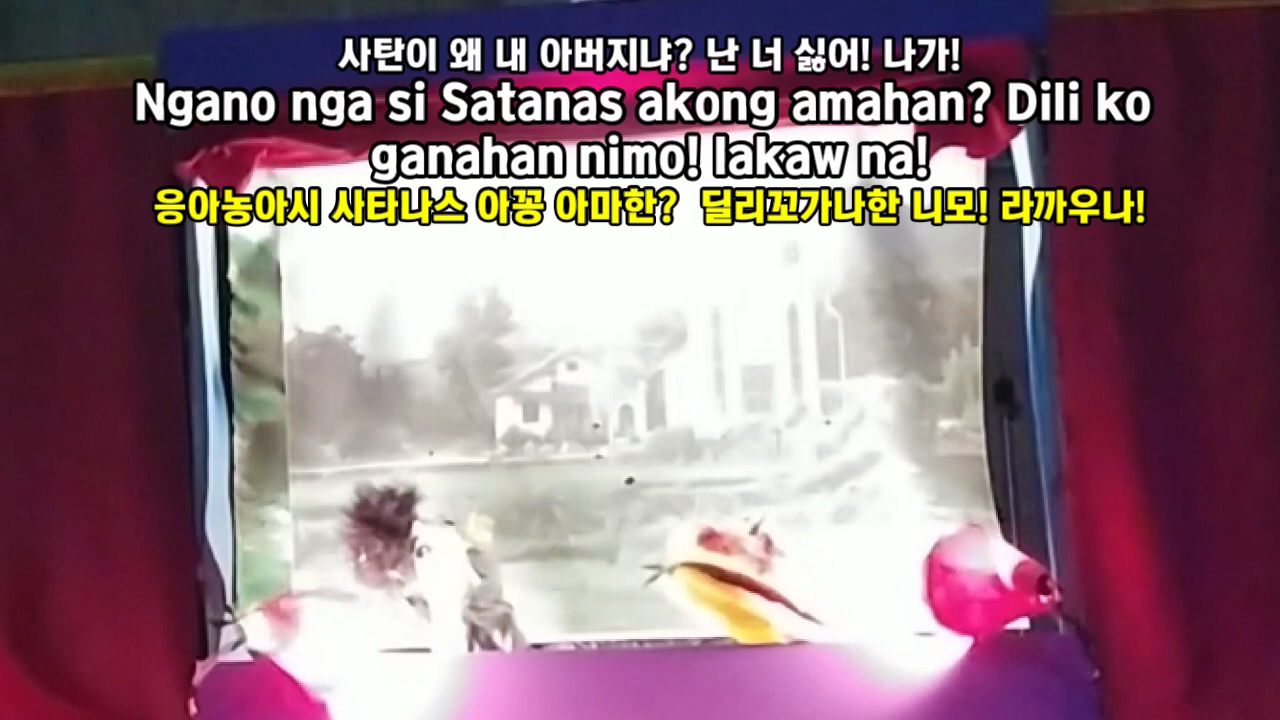 사탄이 왜 내 아버지냐? 난 너 싫어! 나가!
Ngano nga si Satanas akong amahan? Dili ko
ganahan nimo! lakaw na!
응아농아시 사타나스 아꽁 아마한? 딜리꼬가나한 니모! 라까우나!